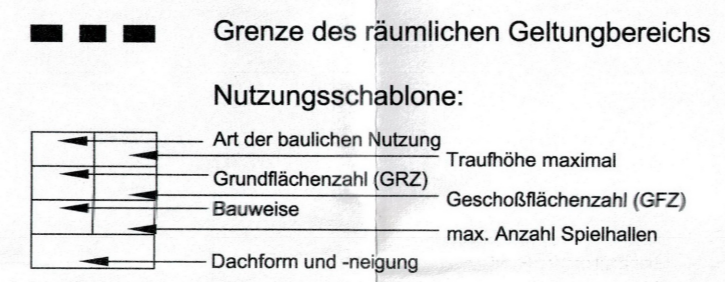 Grenze des räumlichen Geltungbereichs
Nutzungsschablone:
Art der baulichen Nutzung
Traufhöhe maximal
Grundflächenzahl (GRZ)
Geschoßflächenzahl (GFZ)
Bauweise
max. Anzahl Spielhallen
Dachform und -neigung